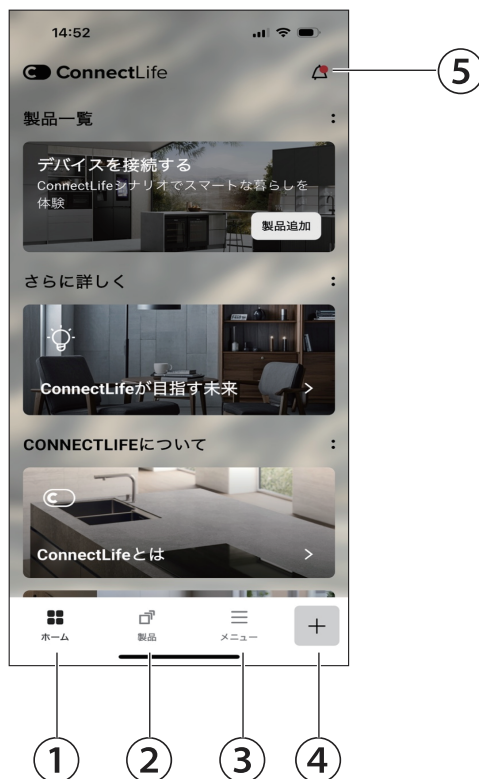 14:52
ConnectLife
⑤
製品一覧
デバイスを接続する
ConnectLifeシナリオでスマートな暮らしを
体験
製品追加
さらに詳しく
ConnectLifeが目指す未来
CONNECTLIFEについて
ConnectLifeとは
ホーム
製品
メニュー
① ② ③ ④